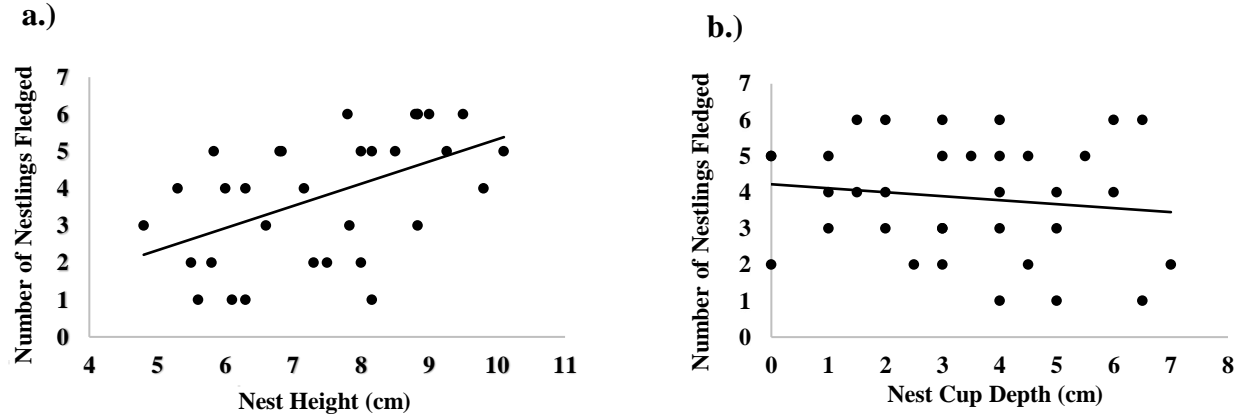 a.)
Number of Nestlings Fledged
7
6
5
4
3
2
1
0
4 5 6 7 8 9 10 11
Nest Height (cm)
b.)
Number of Nestlings Fledged
7
6
5
4
3
2
1
0
0 1 2 3 4 5 6 7 8
Nest Cup Depth (cm)